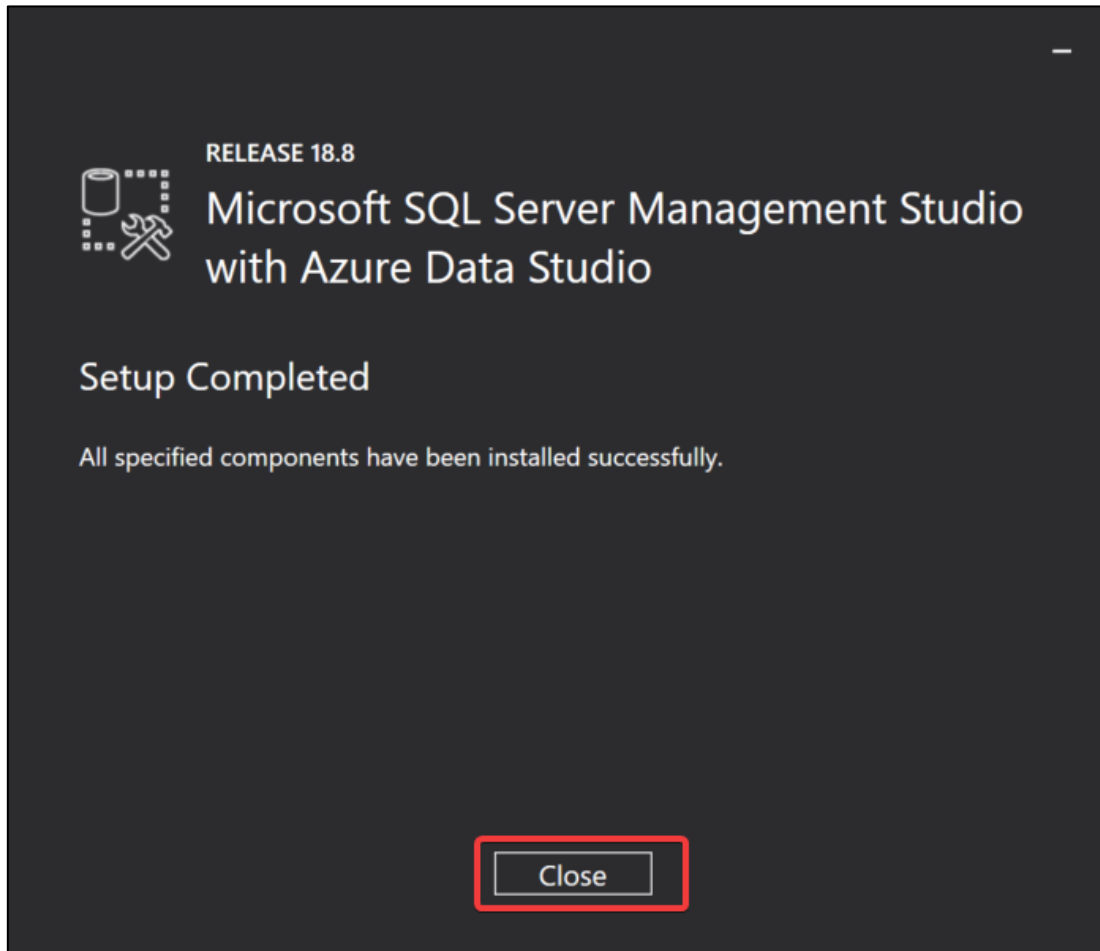 RELEASE 18.8
Microsoft SQL Server Management Studio
with Azure Data Studio
Setup Completed
All specified components have been installed successfully.
Close